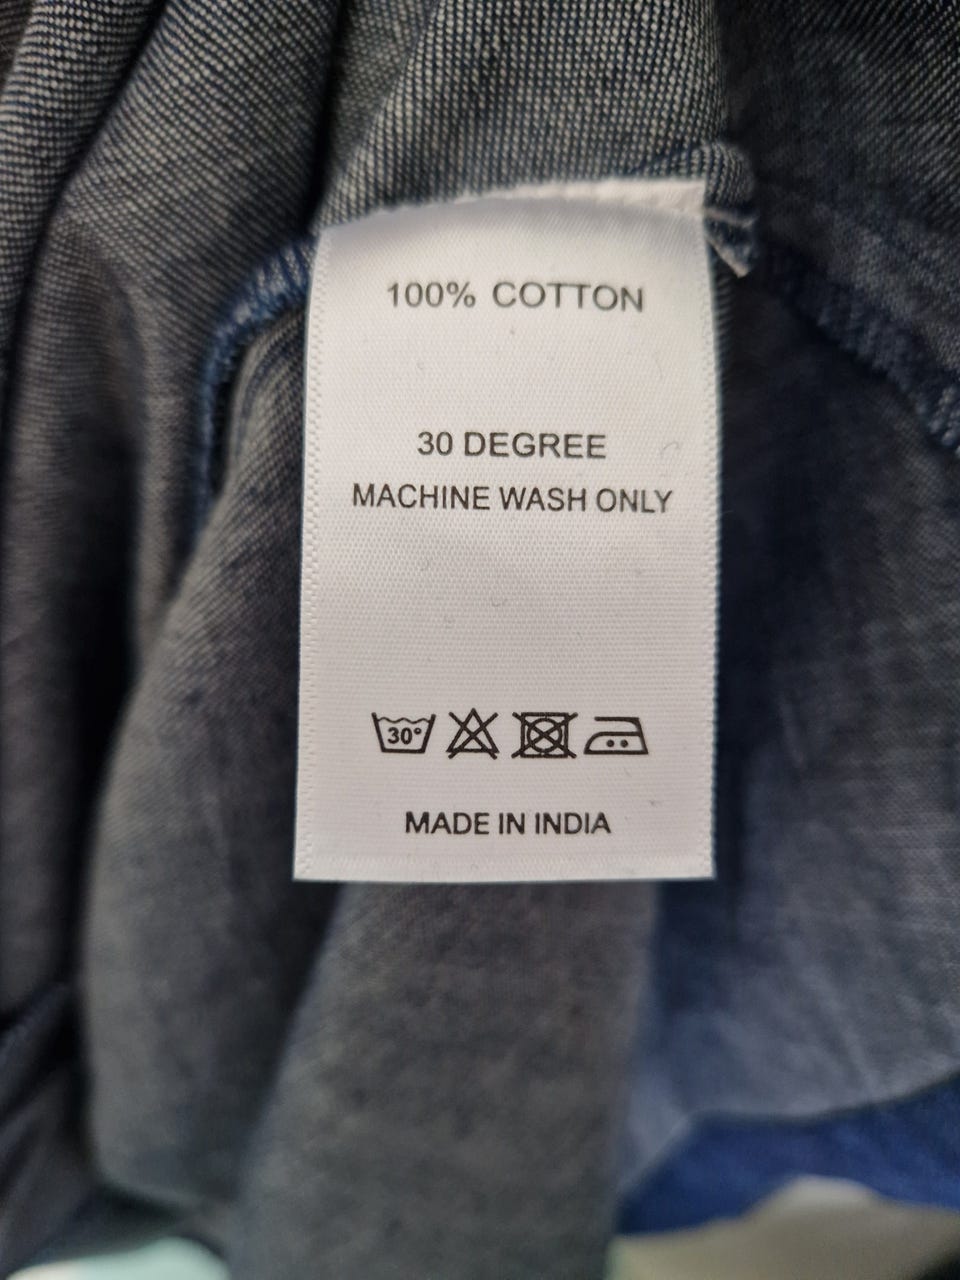 100% COTTON
30 DEGREE
MACHINE WASH ONLY
30°
MADE IN INDIA